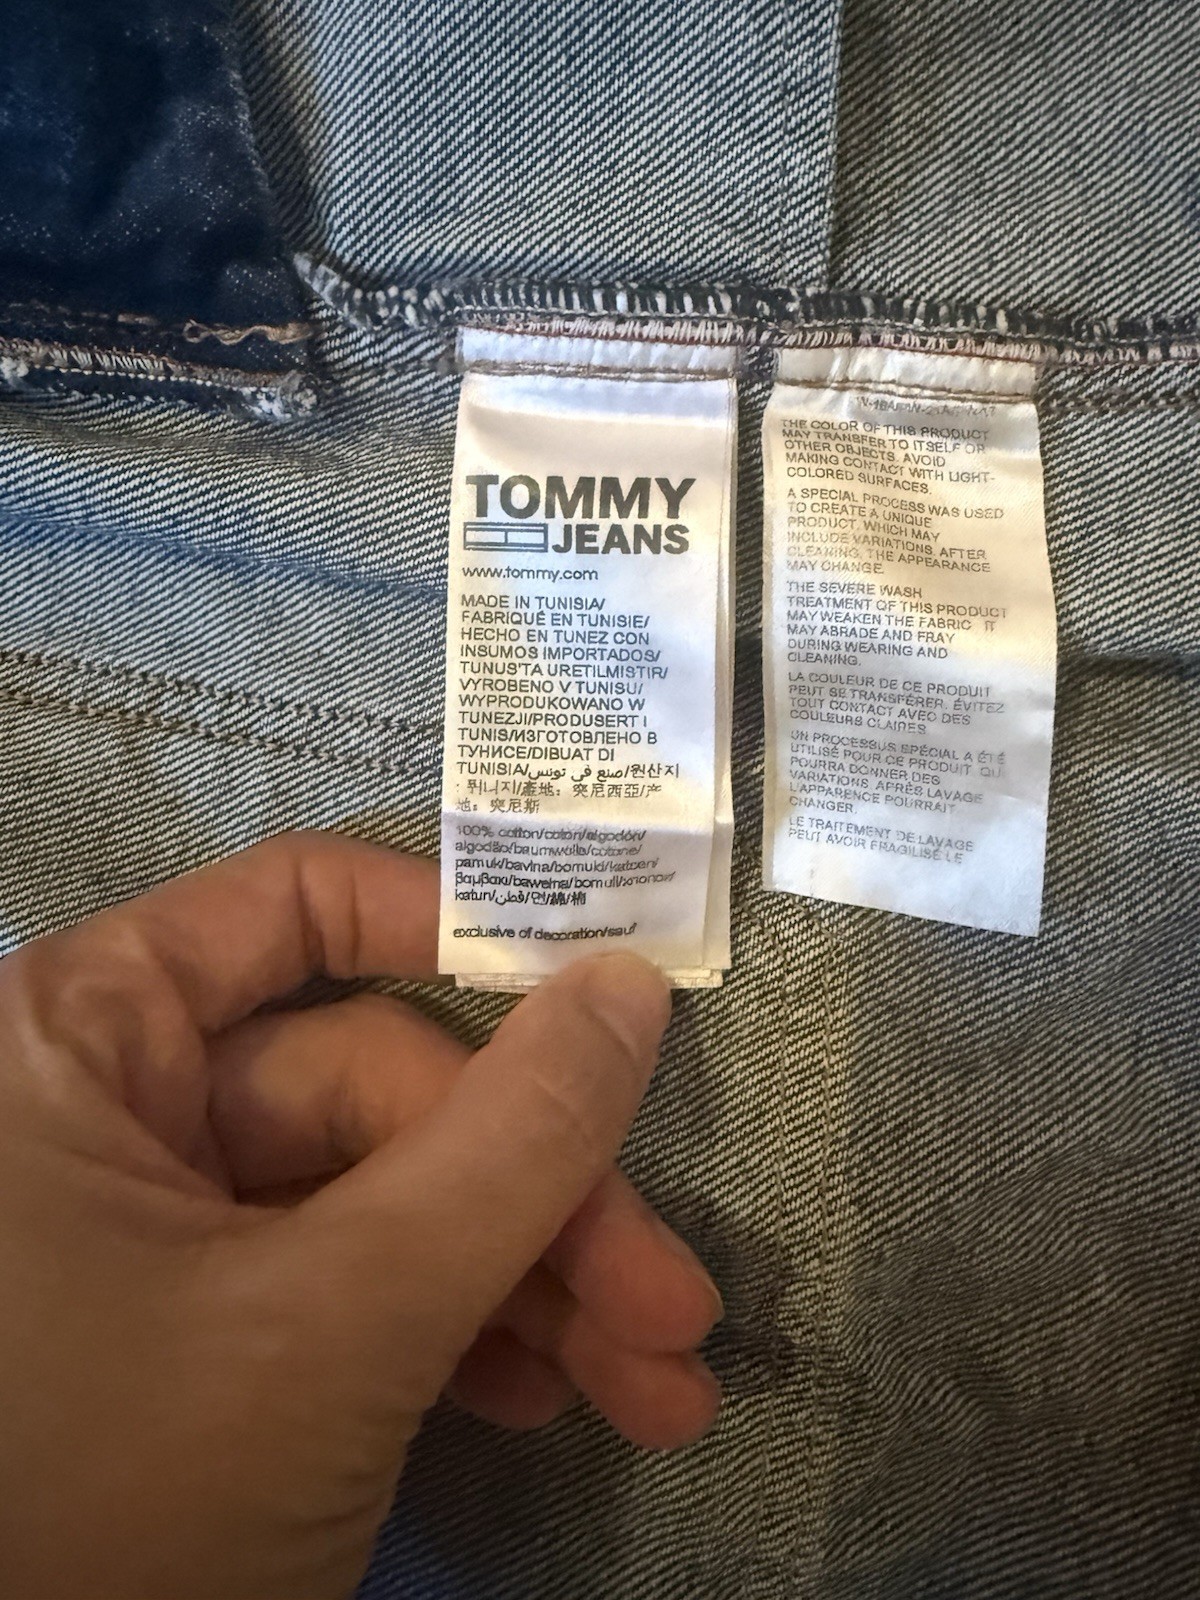 TOMMY
JEANS
www.tommy.com
MADE IN TUNISIA/
FABRIQUÉ EN TUNISIE/
HECHO EN TUNEZ CON
INSUMOS IMPORTADOS/
TUNUS'TA URETILMISTIR/
VYROBENO V TUNISU/
WYPRODUKOWANO W
TUNEZJI/PRODUSERT I
TUNIS/ИЗГОТОВЛЕНО В
ТУНИСЕ/DIBUAT DI
TUNISIA/صنع في تونس/원산지
: 튀니지/產地：突尼西亞/产
地：突尼斯
100% cotton/coton/algodón/
algodão/baumwolle/cotone/
pamuk/bavlna/bomuld/katoen/
βαμβακι/bawełna/bomull/хлопок/
katun/قطن/면/棉/棉
exclusive of decoration/sauf
THE COLOR OF THIS PRODUCT
MAY TRANSFER TO ITSELF OR
OTHER OBJECTS. AVOID
MAKING CONTACT WITH LIGHT-
COLORED SURFACES.
A SPECIAL PROCESS WAS USED
TO CREATE A UNIQUE
PRODUCT, WHICH MAY
INCLUDE VARIATIONS. AFTER
CLEANING, THE APPEARANCE
MAY CHANGE.
THE SEVERE WASH
TREATMENT OF THIS PRODUCT
MAY WEAKEN THE FABRIC. IT
MAY ABRADE AND FRAY
DURING WEARING AND
CLEANING.
LA COULEUR DE CE PRODUIT
PEUT SE TRANSFÉRER. ÉVITEZ
TOUT CONTACT AVEC DES
COULEURS CLAIRES.
UN PROCESSUS SPÉCIAL A ÉTÉ
UTILISÉ POUR CE PRODUIT QUI
POURRA DONNER DES
VARIATIONS. APRÈS LAVAGE
L'APPARENCE POURRAIT
CHANGER.
LE TRAITEMENT DE LAVAGE
PEUT AVOIR FRAGILISÉ LE